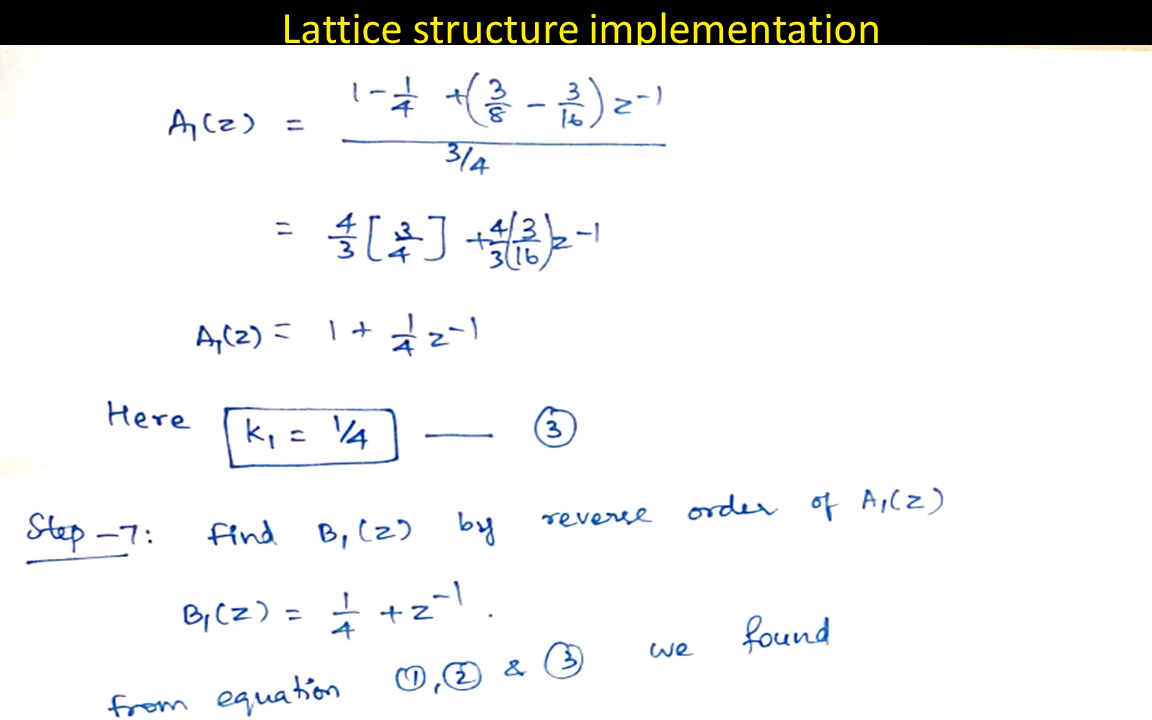 Lattice structure implementation
A₁(z) = (1 - 1/4 + (3/8 - 3/16) z⁻¹) / (3/4)
= 4/3 [3/4] + 4/3 (3/16) z⁻¹
A₁(z) = 1 + 1/4 z⁻¹
Here k₁ = 1/4 — ③
Step-7: Find B₁(z) by reverse order of A₁(z)
B₁(z) = 1/4 + z⁻¹.
from equation ①, ② & ③ we found